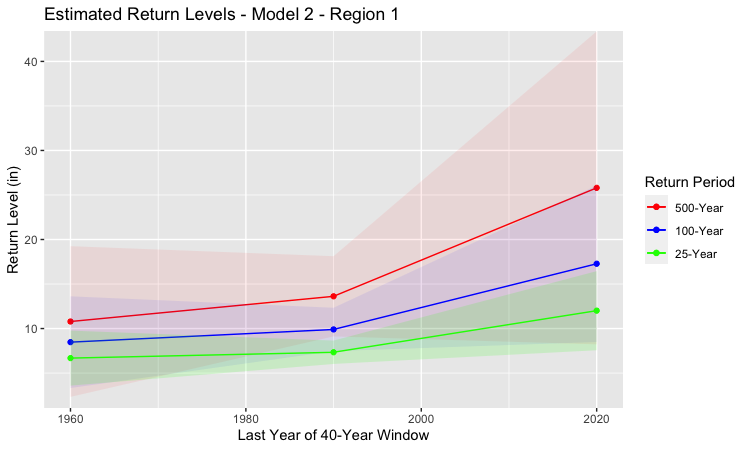 Estimated Return Levels - Model 2 - Region 1
Return Level (in)
40
30
20
10
1960
1980
2000
2020
Last Year of 40-Year Window
Return Period
500-Year
100-Year
25-Year